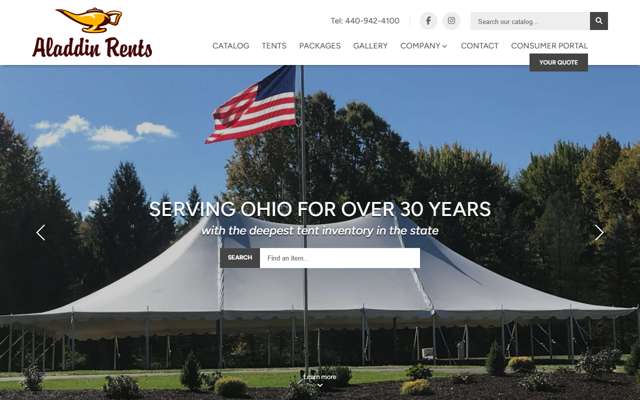 Aladdin Rents
Tel: 440-942-4100
Search our catalog...
CATALOG TENTS PACKAGES GALLERY COMPANY CONTACT CONSUMER PORTAL
YOUR QUOTE
SERVING OHIO FOR OVER 30 YEARS
with the deepest tent inventory in the state
SEARCH Find an item...
Learn more